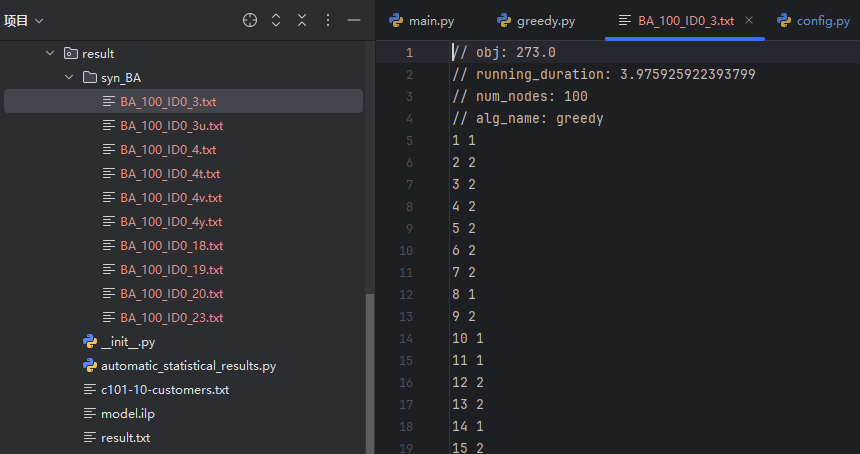 项目
result
syn_BA
BA_100_ID0_3.txt
BA_100_ID0_3u.txt
BA_100_ID0_4.txt
BA_100_ID0_4t.txt
BA_100_ID0_4v.txt
BA_100_ID0_4y.txt
BA_100_ID0_18.txt
BA_100_ID0_19.txt
BA_100_ID0_20.txt
BA_100_ID0_23.txt
__init__.py
automatic_statistical_results.py
c101-10-customers.txt
model.ilp
result.txt
main.py greedy.py BA_100_ID0_3.txt config.py
1 // obj: 273.0
2 // running_duration: 3.975925922393799
3 // num_nodes: 100
4 // alg_name: greedy
5 1 1
6 2 2
7 3 2
8 4 2
9 5 2
10 6 2
11 7 2
12 8 1
13 9 2
14 10 1
15 11 1
16 12 2
17 13 2
18 14 1
19 15 2